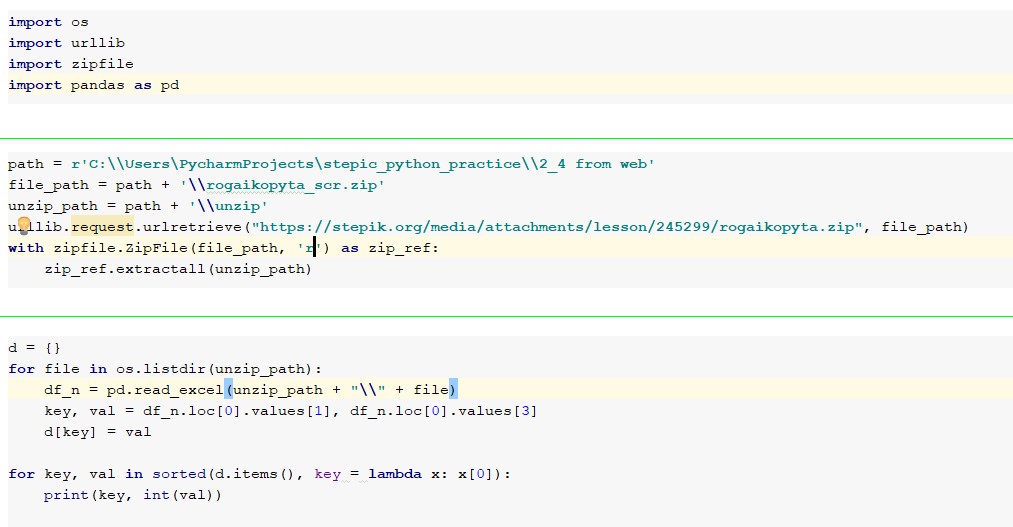 import os
import urllib
import zipfile
import pandas as pd
path = r'C:\\Users\PycharmProjects\stepic_python_practice\\2_4 from web'
file_path = path + '\\rogaikopyta_scr.zip'
unzip_path = path + '\\unzip'
urllib.request.urlretrieve("https://stepik.org/media/attachments/lesson/245299/rogaikopyta.zip", file_path)
with zipfile.ZipFile(file_path, 'r') as zip_ref:
    zip_ref.extractall(unzip_path)
d = {}
for file in os.listdir(unzip_path):
    df_n = pd.read_excel(unzip_path + "\\" + file)
    key, val = df_n.loc[0].values[1], df_n.loc[0].values[3]
    d[key] = val
for key, val in sorted(d.items(), key = lambda x: x[0]):
    print(key, int(val))